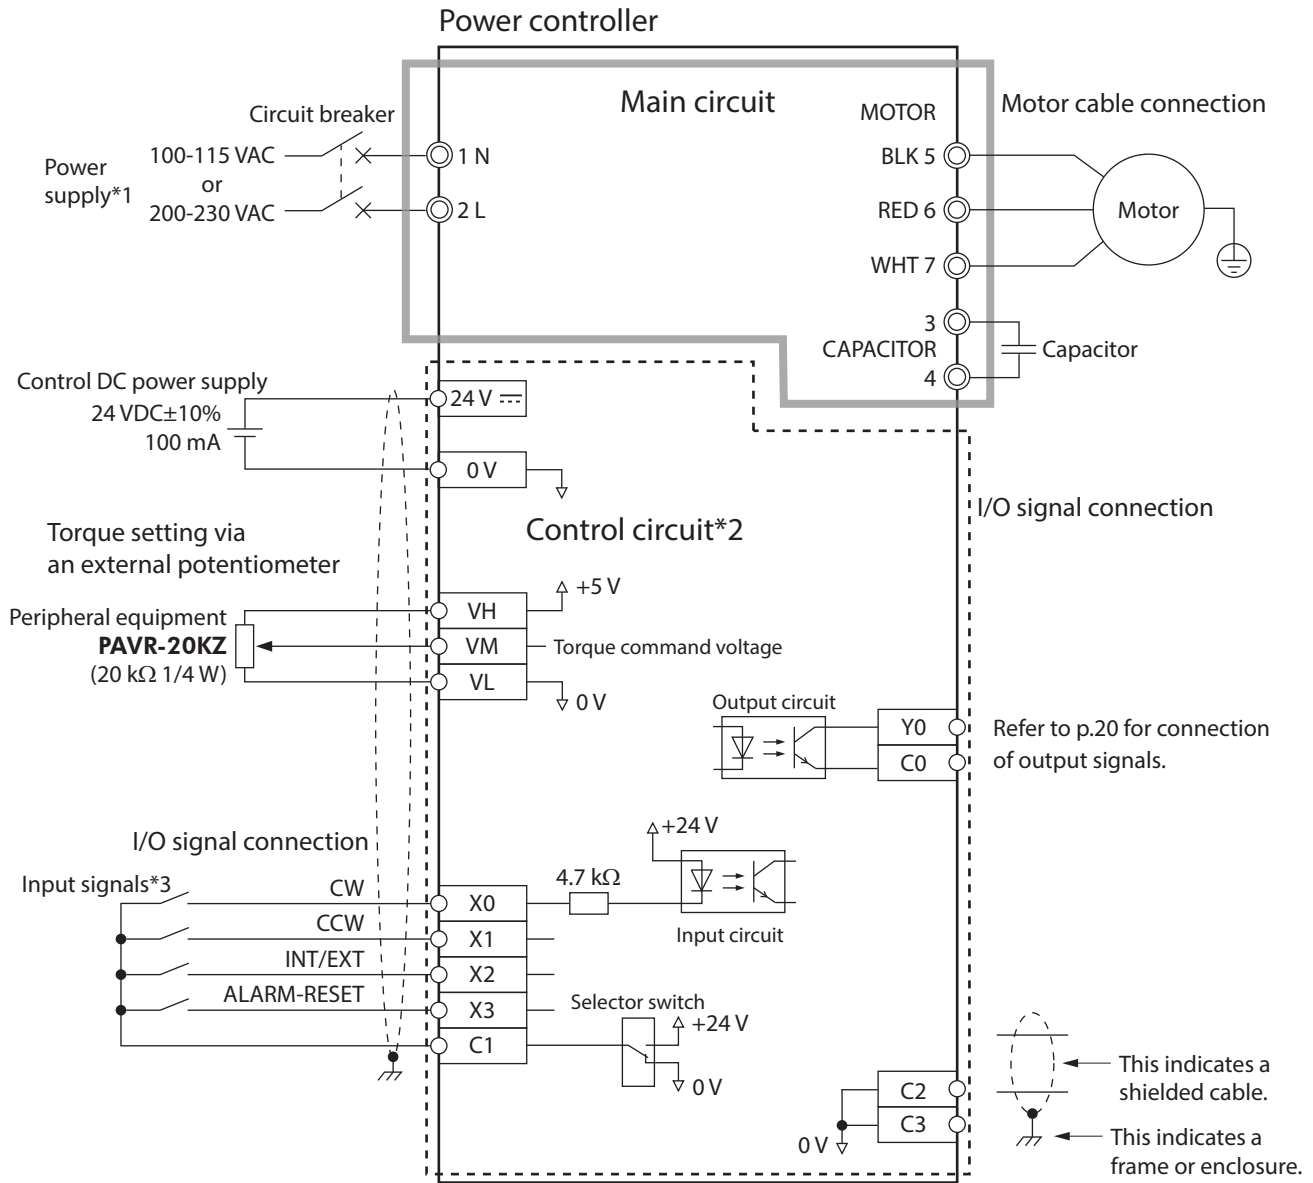 Power controller
Main circuit
MOTOR
Motor cable connection
Circuit breaker
Power
supply*1
100-115 VAC
or
200-230 VAC
1 N
2 L
BLK 5
RED 6
WHT 7
Motor
3
CAPACITOR
4
Capacitor
Control DC power supply
24 VDC±10%
100 mA
24 V
0 V
I/O signal connection
Control circuit*2
Torque setting via
an external potentiometer
+5 V
Peripheral equipment
PAVR-20KZ
(20 kΩ 1/4 W)
VH
VM
VL
Torque command voltage
0 V
Output circuit
Y0
C0
Refer to p.20 for connection
of output signals.
I/O signal connection
+24 V
4.7 kΩ
Input circuit
Input signals*3
CW
CCW
INT/EXT
ALARM-RESET
X0
X1
X2
X3
C1
Selector switch
+24 V
0 V
C2
C3
0 V
This indicates a
shielded cable.
This indicates a
frame or enclosure.